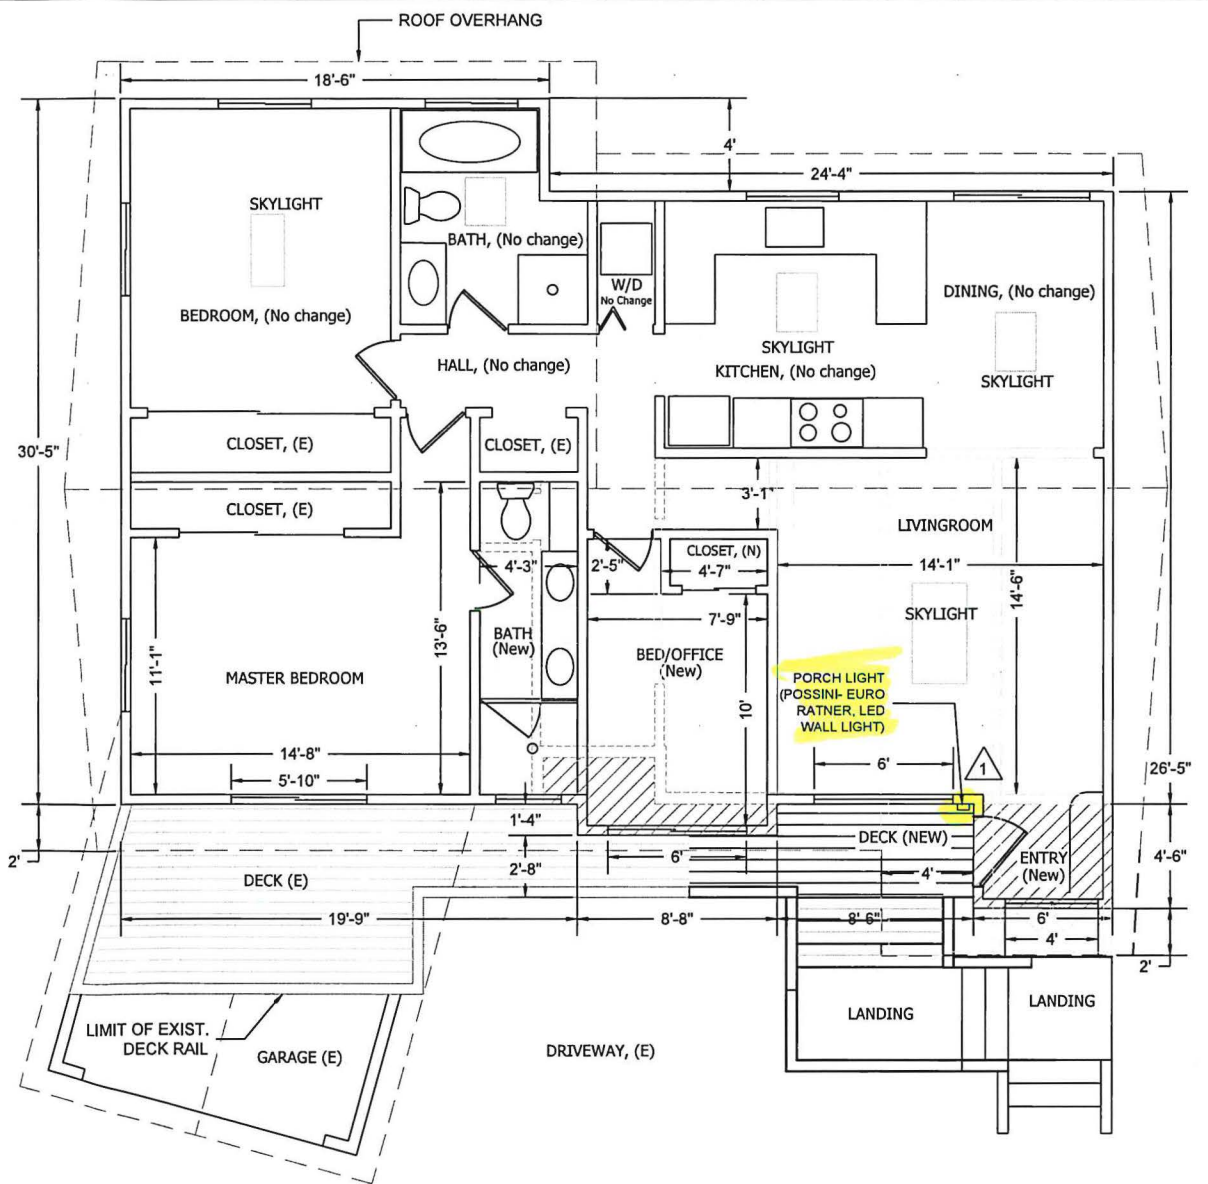 ROOF OVERHANG
18'-6"
4'
24'-4"
SKYLIGHT
BATH, (No change)
W/D
No Change
DINING, (No change)
BEDROOM, (No change)
SKYLIGHT
KITCHEN, (No change)
SKYLIGHT
HALL, (No change)
30'-5"
CLOSET, (E)
CLOSET, (E)
CLOSET, (E)
3'-1"
LIVINGROOM
CLOSET, (N)
4'-3"
2'-5"
4'-7"
14'-1"
14'-6"
SKYLIGHT
7'-9"
11'-1"
13'-6"
BATH
(New)
BED/OFFICE
(New)
MASTER BEDROOM
10'
PORCH LIGHT
(POSSINI- EURO
RATNER, LED
WALL LIGHT)
14'-8"
5'-10"
6'
1
26'-5"
1'-4"
DECK (NEW)
2'
2'-8"
6'
4'
ENTRY
(New)
4'-6"
DECK (E)
19'-9"
8'-8"
8'-6"
6'
4'
2'
LANDING
LANDING
LIMIT OF EXIST.
DECK RAIL
GARAGE (E)
DRIVEWAY, (E)